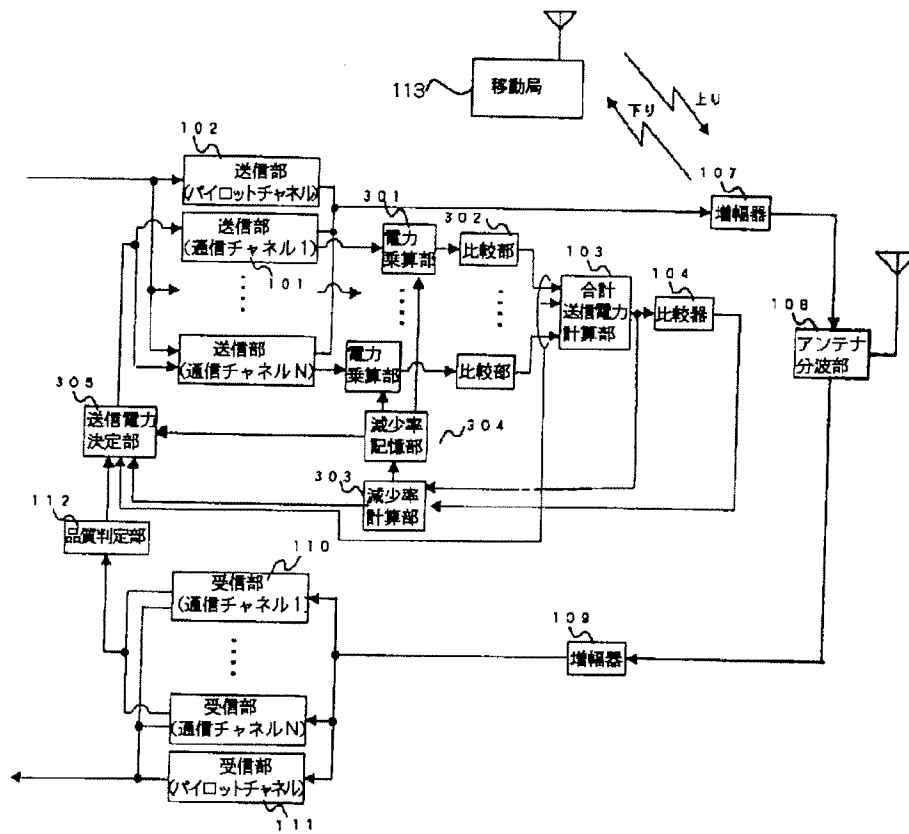 移動局
113
上り
下り
102
送信部
(パイロットチャネル)
107
増幅器
301
送信部
(通信チャネル1)
101
電力
乗算部
302
比較部
103
合計
送信電力
計算部
104
比較器
108
アンテナ
分波部
送信部
(通信チャネルN)
電力
乗算部
比較部
305
送信電力
決定部
減少率
記憶部
304
303
減少率
計算部
112
品質判定部
110
受信部
(通信チャネル1)
109
増幅器
受信部
(通信チャネルN)
受信部
(パイロットチャネル)
111